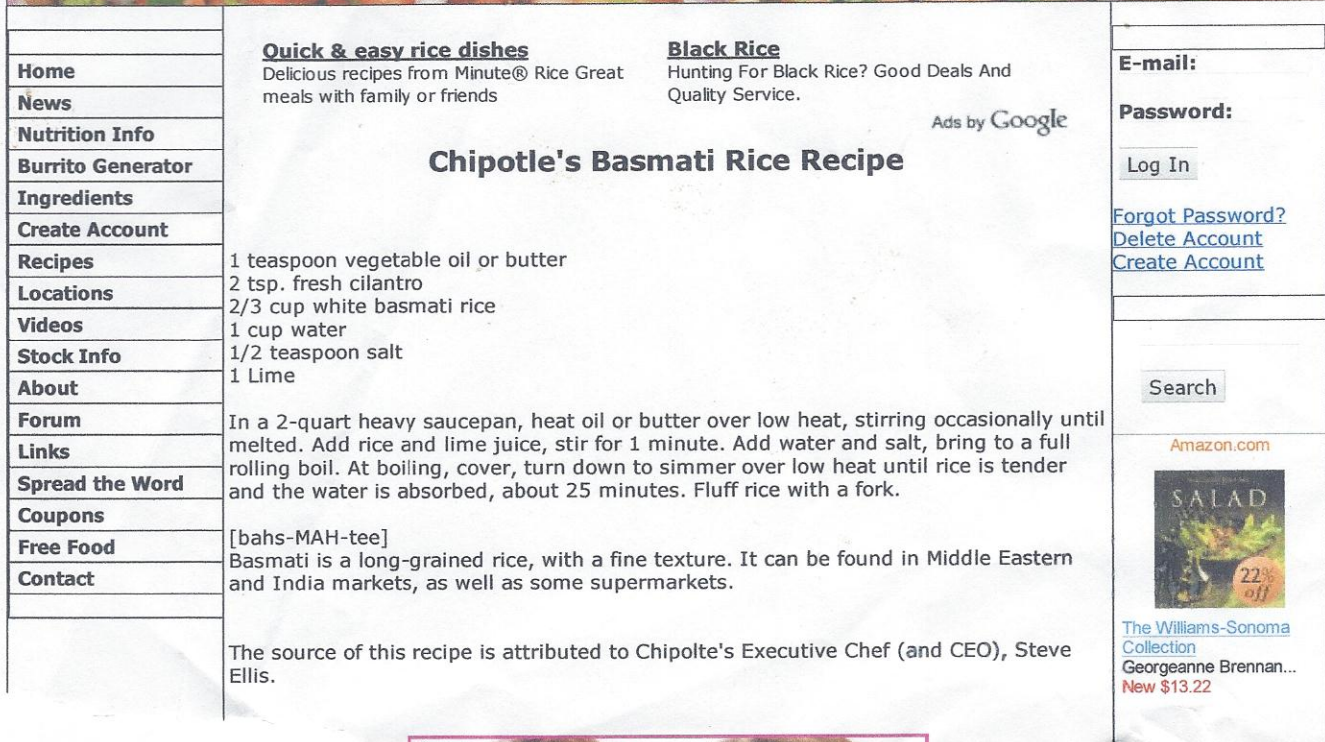 Home
News
Nutrition Info
Burrito Generator
Ingredients
Create Account
Recipes
Locations
Videos
Stock Info
About
Forum
Links
Spread the Word
Coupons
Free Food
Contact
Quick & easy rice dishes
Delicious recipes from Minute® Rice Great
meals with family or friends
Black Rice
Hunting For Black Rice? Good Deals And
Quality Service.
Ads by Google
Chipotle's Basmati Rice Recipe
1 teaspoon vegetable oil or butter
2 tsp. fresh cilantro
2/3 cup white basmati rice
1 cup water
1/2 teaspoon salt
1 Lime
In a 2-quart heavy saucepan, heat oil or butter over low heat, stirring occasionally until
melted. Add rice and lime juice, stir for 1 minute. Add water and salt, bring to a full
rolling boil. At boiling, cover, turn down to simmer over low heat until rice is tender
and the water is absorbed, about 25 minutes. Fluff rice with a fork.
[bahs-MAH-tee]
Basmati is a long-grained rice, with a fine texture. It can be found in Middle Eastern
and India markets, as well as some supermarkets.
The source of this recipe is attributed to Chipolte's Executive Chef (and CEO), Steve
Ellis.
E-mail:
Password:
Log In
Forgot Password?
Delete Account
Create Account
Search
Amazon.com
SALAD
22%
off
The Williams-Sonoma
Collection
Georgeanne Brennan...
New $13.22